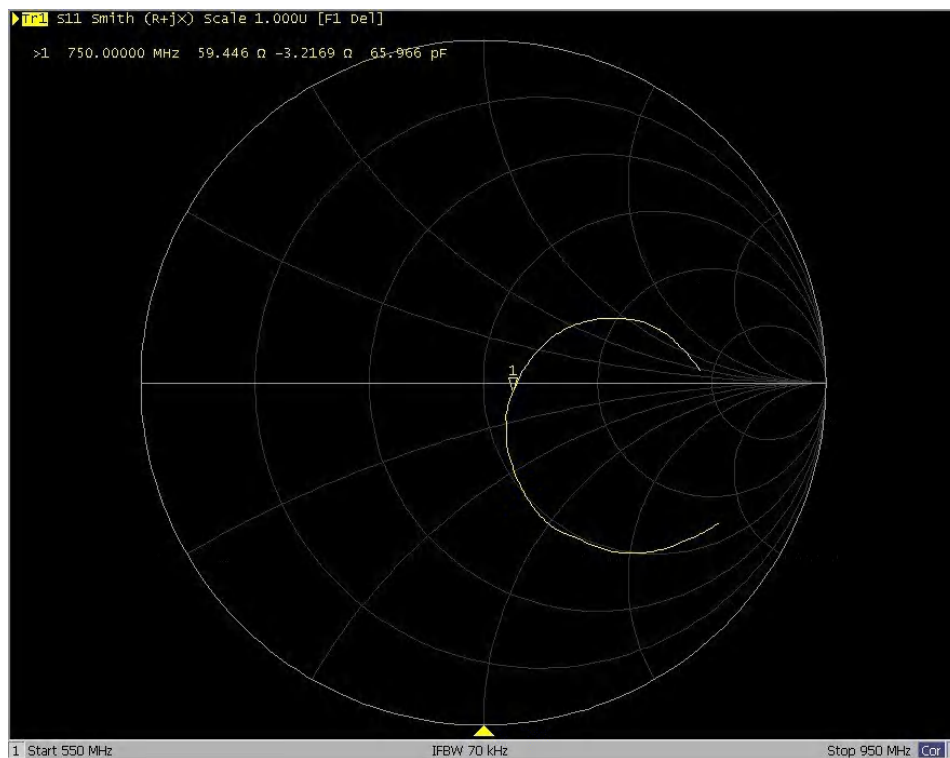 Tr1 S11 Smith (R+jX) Scale 1.000U [F1 Del]
>1 750.00000 MHz 59.446 Ω -3.2169 Ω 65.966 pF
1
1 Start 550 MHz IFBW 70 kHz Stop 950 MHz Cor